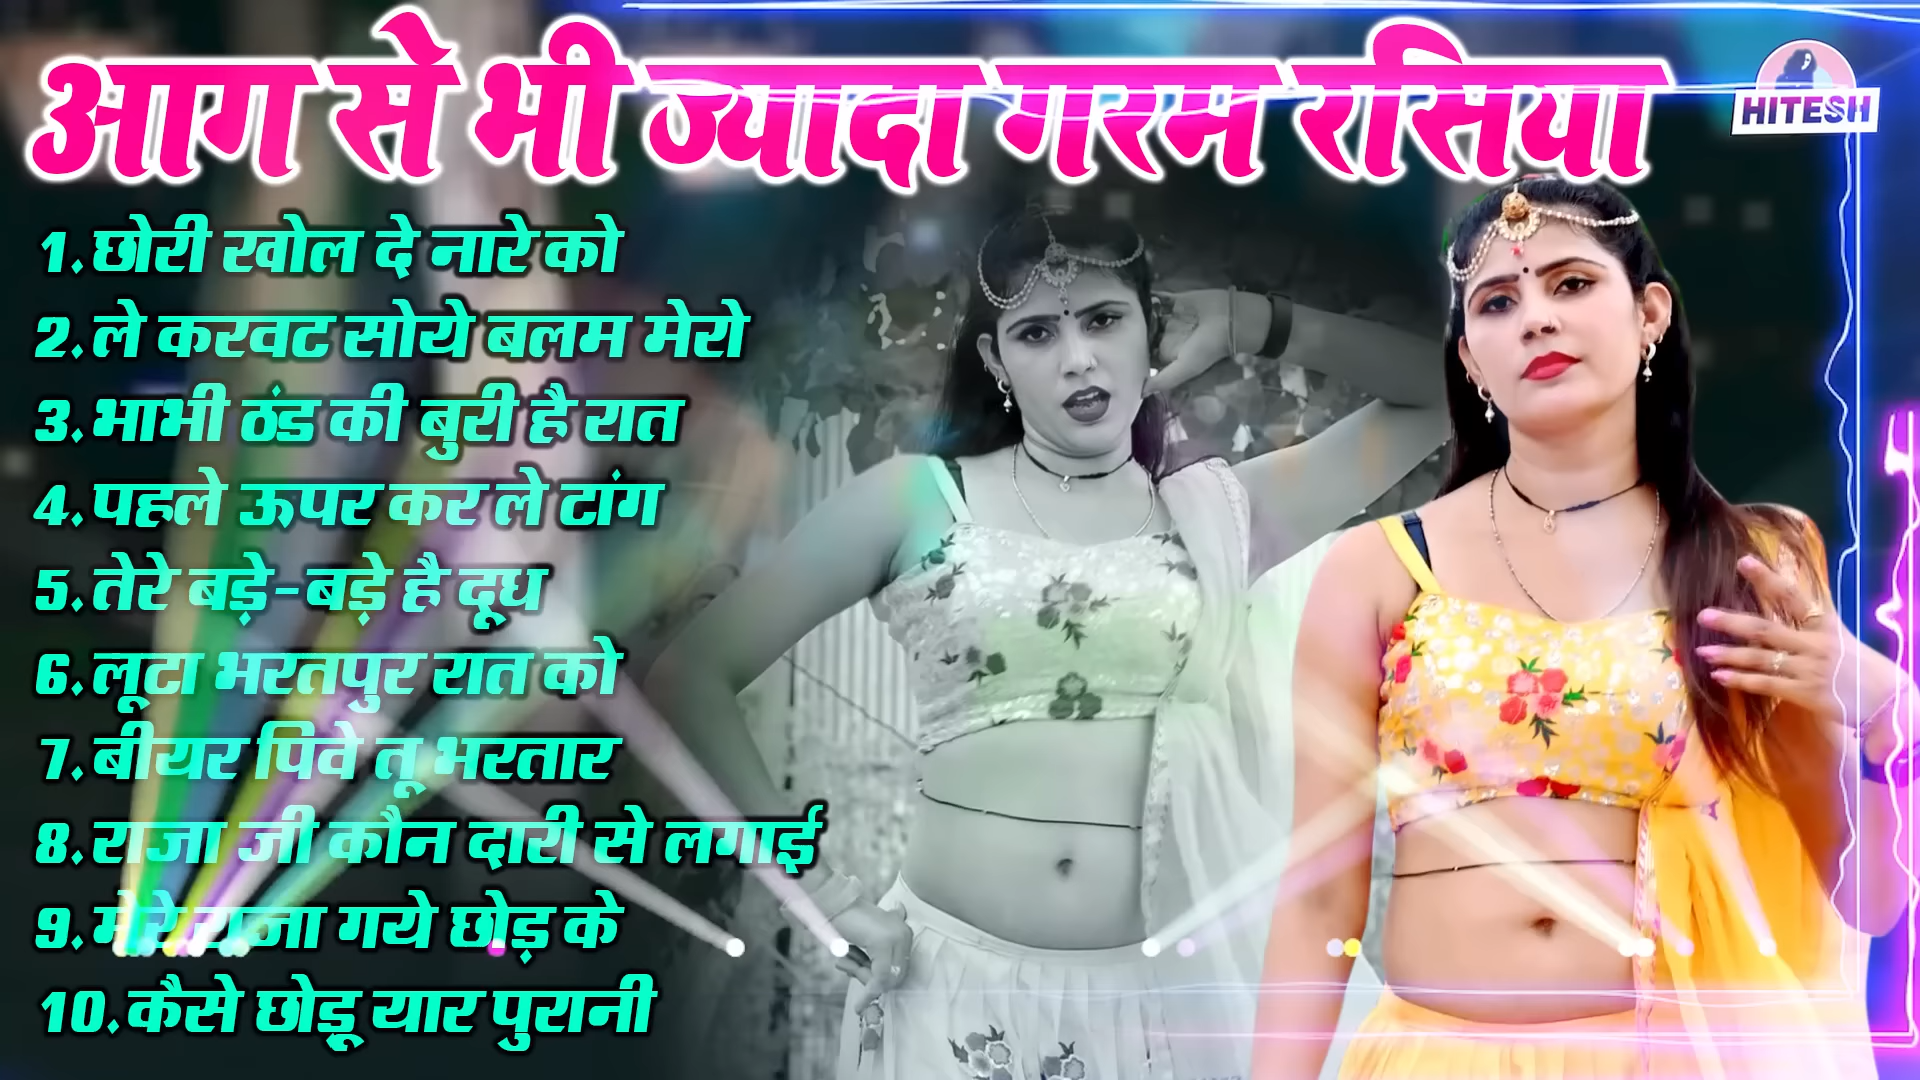 आग से भी ज्यादा गरम रसिया
HITESH
1. छोरी खोल दे नारे को
2. ले करवट सोये बलम मेरो
3. भाभी ठंड की बुरी है रात
4. पहले ऊपर कर ले टांग
5. तेरे बड़े-बड़े है दूध
6. लूटा भरतपुर रात को
7. बीयर पिवे तू भरतार
8. राजा जी कौन दारी से लगाई
9. मेरे राजा गये छोड़ के
10. कैसे छोडू यार पुरानी